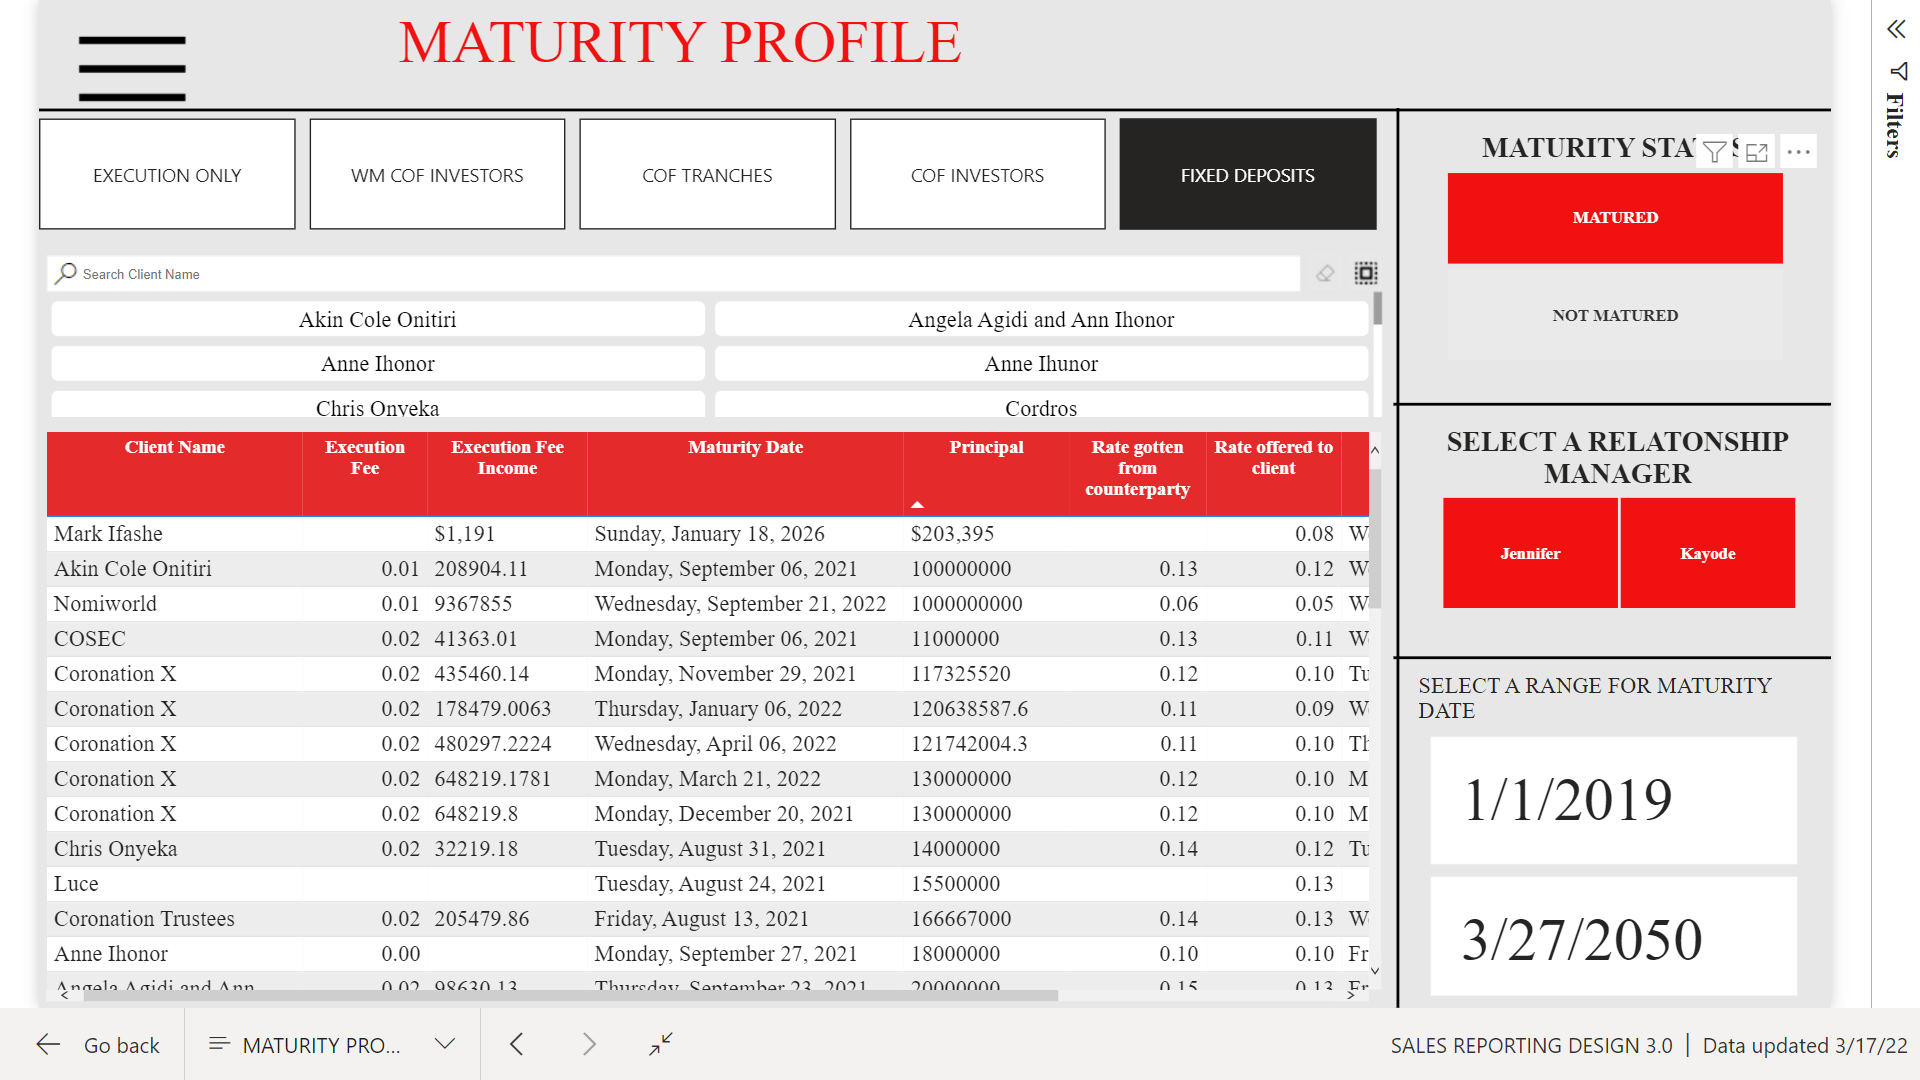 MATURITY PROFILE
EXECUTION ONLY
WM COF INVESTORS
COF TRANCHES
COF INVESTORS
FIXED DEPOSITS
Search Client Name
Akin Cole Onitiri
Angela Agidi and Ann Ihonor
Anne Ihonor
Anne Ihunor
Chris Onyeka
Cordros
Client Name Execution Fee Execution Fee Income Maturity Date Principal Rate gotten from counterparty Rate offered to client
Mark Ifashe $1,191 Sunday, January 18, 2026 $203,395 0.08 W
Akin Cole Onitiri 0.01 208904.11 Monday, September 06, 2021 100000000 0.13 0.12 W
Nomiworld 0.01 9367855 Wednesday, September 21, 2022 1000000000 0.06 0.05 W
COSEC 0.02 41363.01 Monday, September 06, 2021 11000000 0.13 0.11 W
Coronation X 0.02 435460.14 Monday, November 29, 2021 117325520 0.12 0.10 Tu
Coronation X 0.02 178479.0063 Thursday, January 06, 2022 120638587.6 0.11 0.09 W
Coronation X 0.02 480297.2224 Wednesday, April 06, 2022 121742004.3 0.11 0.10 Th
Coronation X 0.02 648219.1781 Monday, March 21, 2022 130000000 0.12 0.10 M
Coronation X 0.02 648219.8 Monday, December 20, 2021 130000000 0.12 0.10 M
Chris Onyeka 0.02 32219.18 Tuesday, August 31, 2021 14000000 0.14 0.12 Tu
Luce Tuesday, August 24, 2021 15500000 0.13
Coronation Trustees 0.02 205479.86 Friday, August 13, 2021 166667000 0.14 0.13 W
Anne Ihonor 0.00 Monday, September 27, 2021 18000000 0.10 0.10 Fr
Angela Agidi and Ann 0.02 98630.13 Thursday, September 23, 2021 20000000 0.15 0.13 Fr
MATURITY STA
MATURED
NOT MATURED
SELECT A RELATONSHIP
MANAGER
Jennifer
Kayode
SELECT A RANGE FOR MATURITY
DATE
1/1/2019
3/27/2050
Filters
Go back
MATURITY PRO...
SALES REPORTING DESIGN 3.0 | Data updated 3/17/22